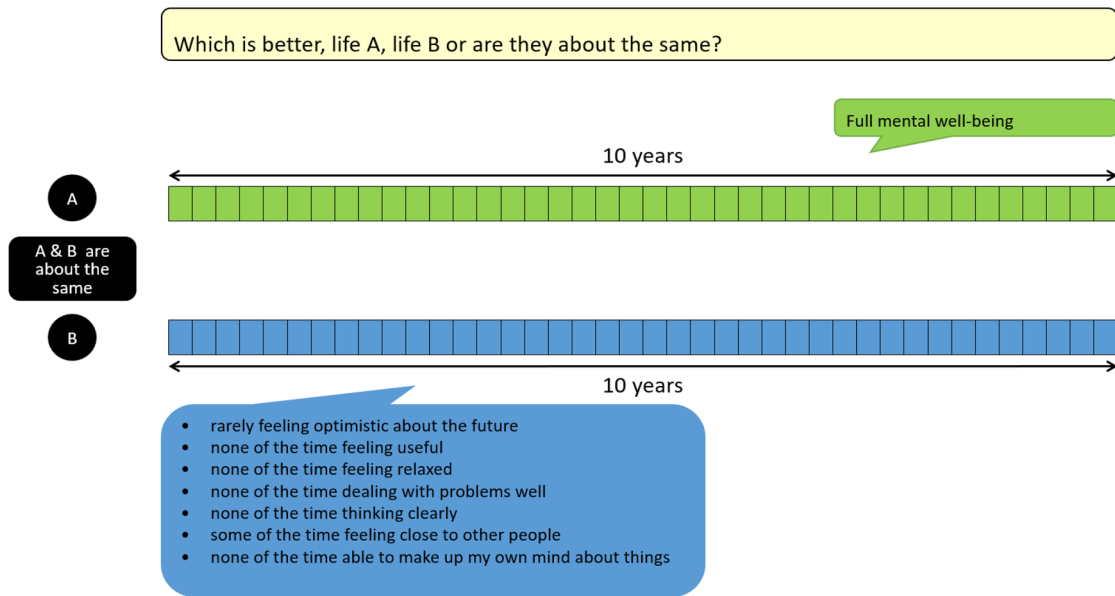 Which is better, life A, life B or are they about the same?
Full mental well-being
10 years
A
A & B are
about the
same
B
10 years
• rarely feeling optimistic about the future
• none of the time feeling useful
• none of the time feeling relaxed
• none of the time dealing with problems well
• none of the time thinking clearly
• some of the time feeling close to other people
• none of the time able to make up my own mind about things